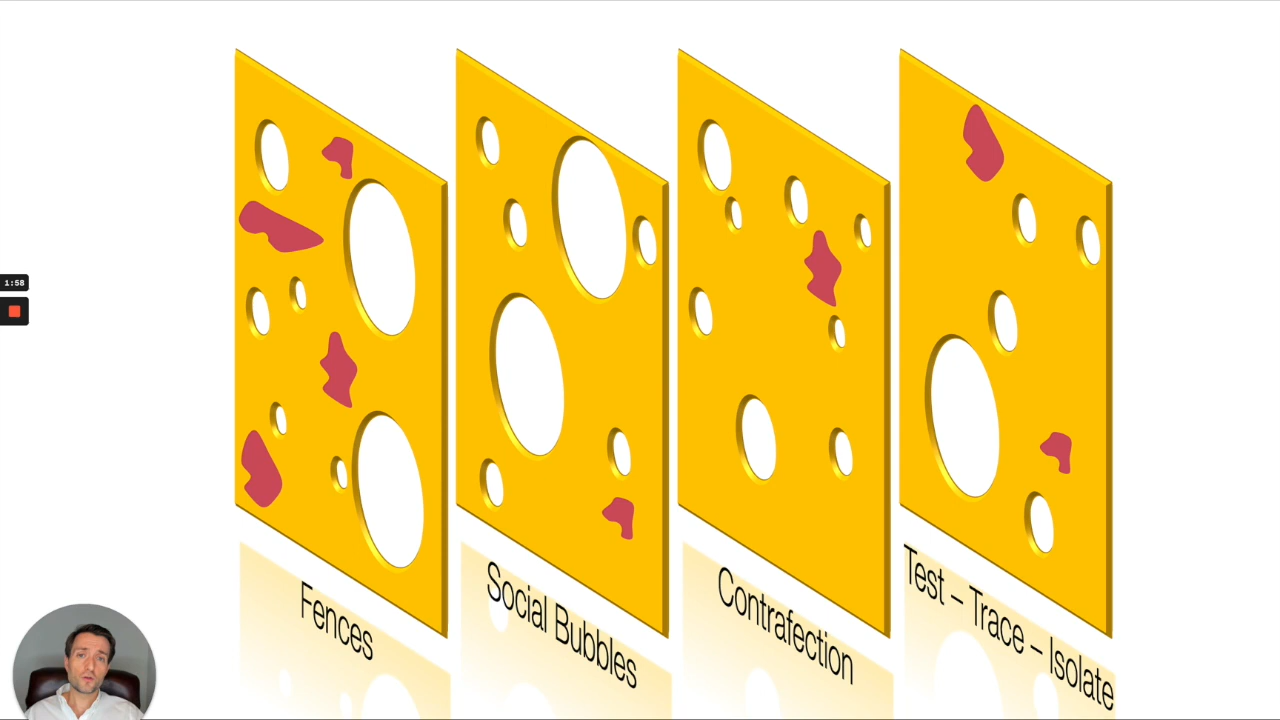 1:58
Fences
Social Bubbles
Contrafection
Test – Trace – Isolate